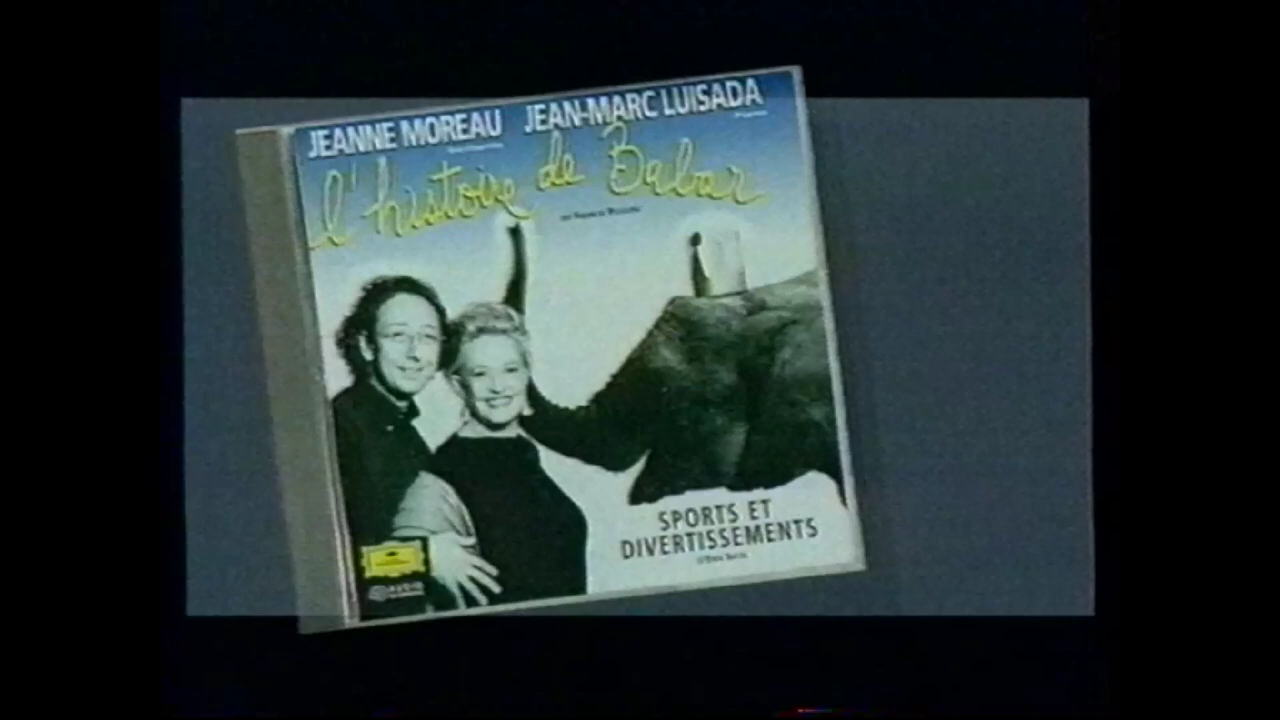 JEANNE MOREAU
JEAN-MARC LUISADA
l'histoire de Babar
SPORTS ET
DIVERTISSEMENTS